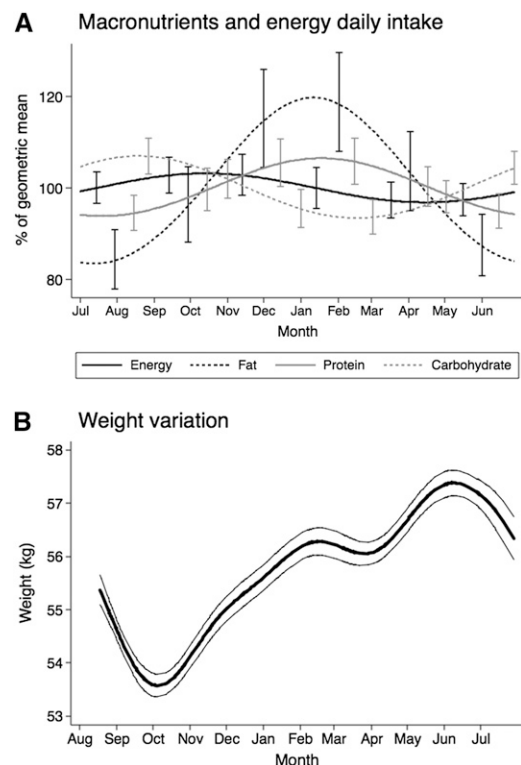 A Macronutrients and energy daily intake
% of geometric mean
120
100
80
Jul Aug Sep Oct Nov Dec Jan Feb Mar Apr May Jun
Month
Energy Fat Protein Carbohydrate
B Weight variation
Weight (kg)
58
57
56
55
54
53
Aug Sep Oct Nov Dec Jan Feb Mar Apr May Jun Jul
Month